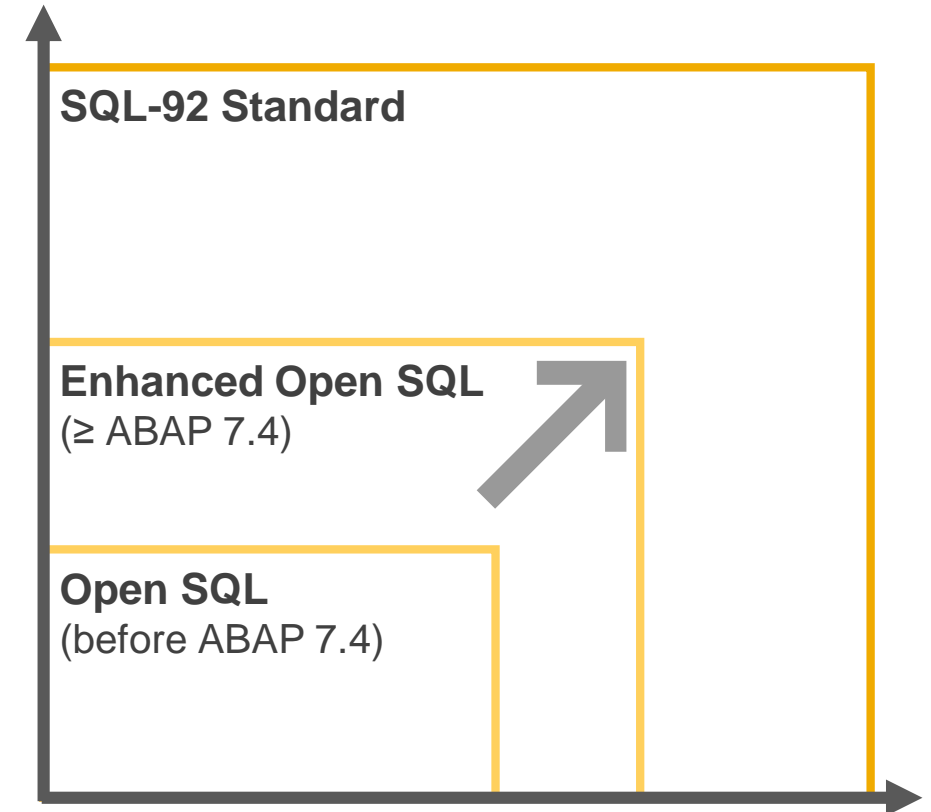 SQL-92 Standard
Enhanced Open SQL
(≥ ABAP 7.4)
Open SQL
(before ABAP 7.4)